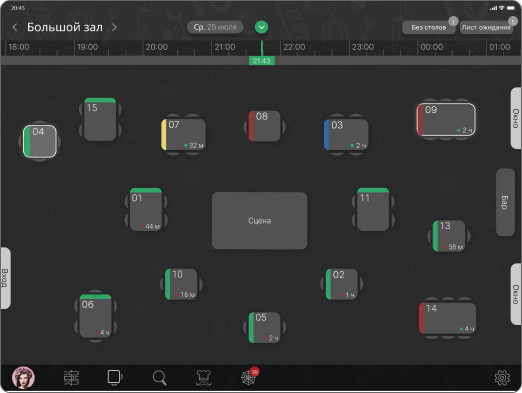 20:45
Большой зал
Ср, 25 июля
Без столов
1
Лист ожидания
5
18:00 19:00 20:00 21:00 22:00 23:00 00:00 01:00
21:43
15
04
07
32 м
08
03
2 ч
09
2 ч
Окно
01
44 м
Сцена
11
Бар
13
58 м
Вход
10
16 м
02
1 ч
Окно
06
4 ч
05
2 ч
14
4 ч
59